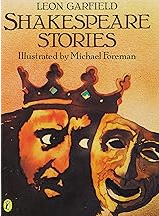 LEON GARFIELD
SHAKESPEARE
STORIES
Illustrated by Michael Foreman